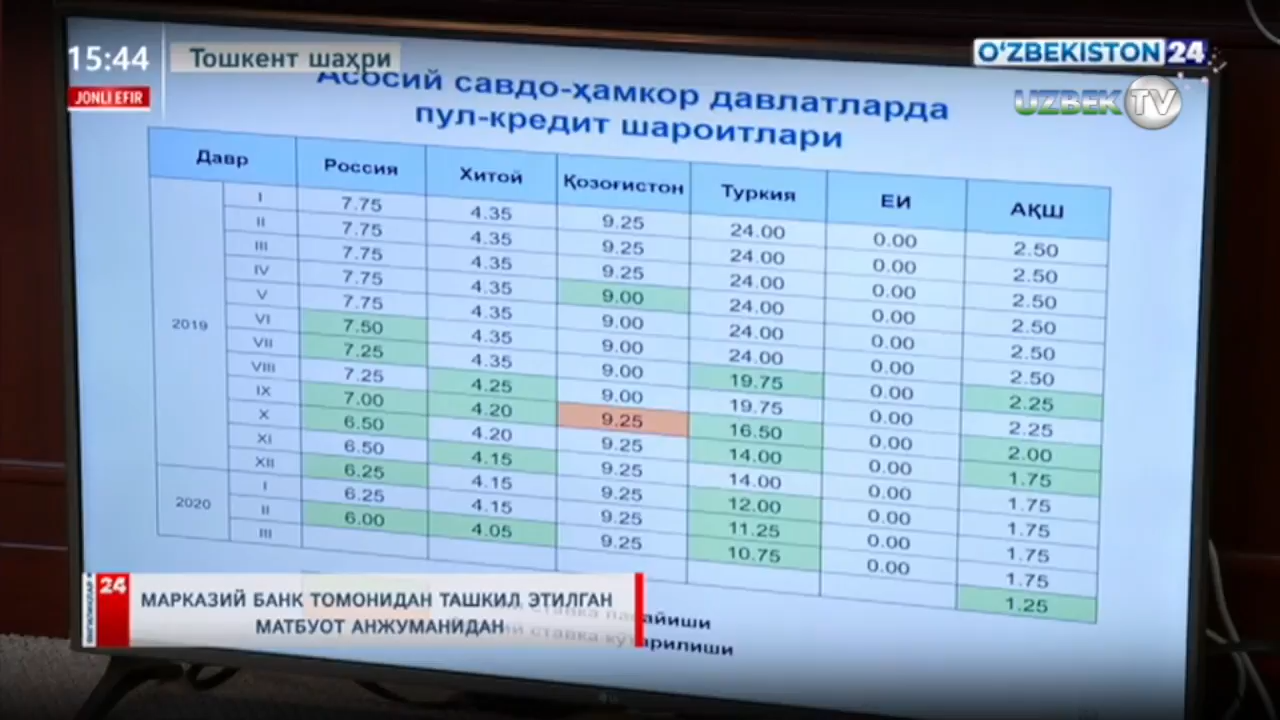 15:44
JONLI EFIR
Тошкент шаҳри
O'ZBEKISTON 24
UZBEK TV
Асосий савдо-ҳамкор давлатларда
пул-кредит шароитлари
Давр Россия Хитой Қозоғистон Туркия ЕИ АҚШ
2019
I 7.75 4.35 9.25 24.00 0.00 2.50
II 7.75 4.35 9.25 24.00 0.00 2.50
III 7.75 4.35 9.25 24.00 0.00 2.50
IV 7.75 4.35 9.00 24.00 0.00 2.50
V 7.75 4.35 9.00 24.00 0.00 2.50
VI 7.50 4.35 9.00 24.00 0.00 2.50
VII 7.25 4.35 9.00 19.75 0.00 2.25
VIII 7.25 4.25 9.00 19.75 0.00 2.25
IX 7.00 4.20 9.25 16.50 0.00 2.00
X 6.50 4.20 9.25 14.00 0.00 1.75
XI 6.50 4.15 9.25 14.00 0.00 1.75
XII 6.25 4.15 9.25 12.00 0.00 1.75
2020
I 6.25 4.15 9.25 11.25 0.00 1.75
II 6.00 4.05 9.25 10.75 0.00 1.75
III 1.25
24
МАРКАЗИЙ БАНК ТОМОНИДАН ТАШКИЛ ЭТИЛГАН
МАТБУОТ АНЖУМАНИДАН